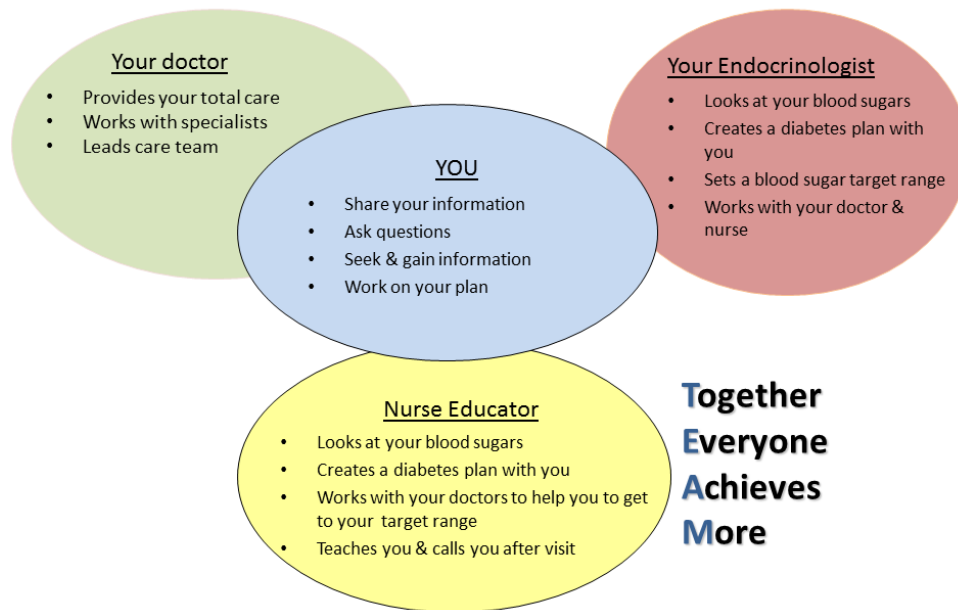 Your doctor
• Provides your total care
• Works with specialists
• Leads care team
Your Endocrinologist
• Looks at your blood sugars
• Creates a diabetes plan with
you
• Sets a blood sugar target range
• Works with your doctor &
nurse
YOU
• Share your information
• Ask questions
• Seek & gain information
• Work on your plan
Nurse Educator
• Looks at your blood sugars
• Creates a diabetes plan with you
• Works with your doctors to help you to get
to your target range
• Teaches you & calls you after visit
Together
Everyone
Achieves
More